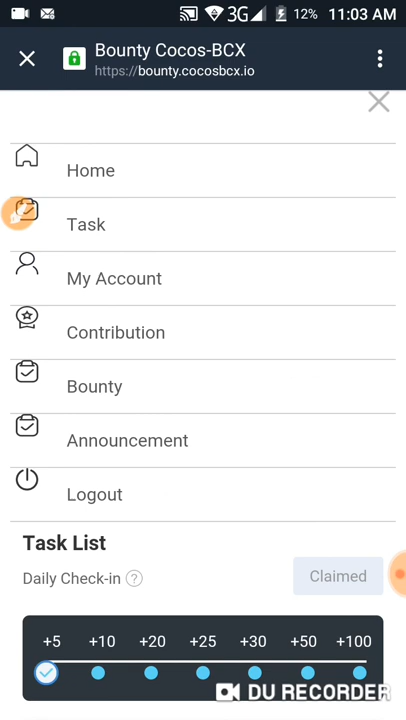 3G 12% 11:03 AM
Bounty Cocos-BCX
https://bounty.cocosbcx.io
Home
Task
My Account
Contribution
Bounty
Announcement
Logout
Task List
Daily Check-in ?
Claimed
+5 +10 +20 +25 +30 +50 +100
DU RECORDER